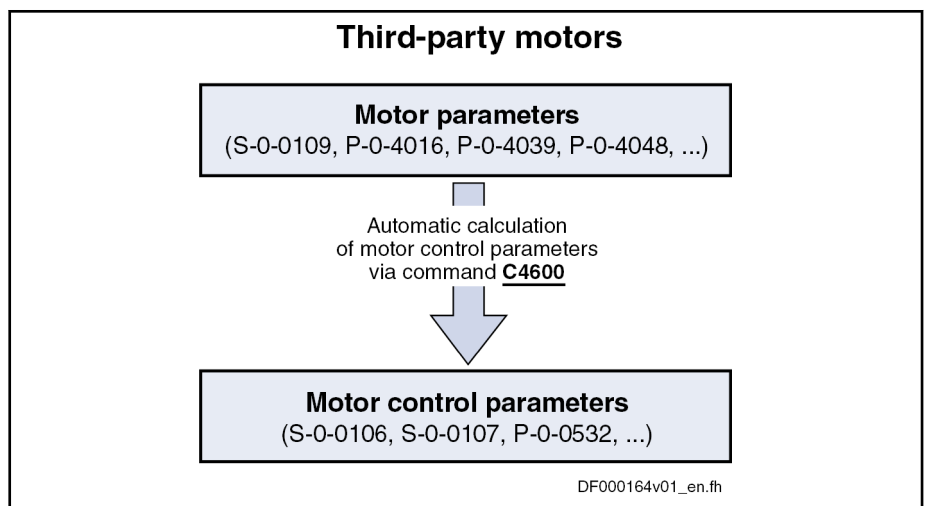 Third-party motors
Motor parameters
(S-0-0109, P-0-4016, P-0-4039, P-0-4048, ...)
Automatic calculation
of motor control parameters
via command C4600
Motor control parameters
(S-0-0106, S-0-0107, P-0-0532, ...)
DF000164v01_en.fh